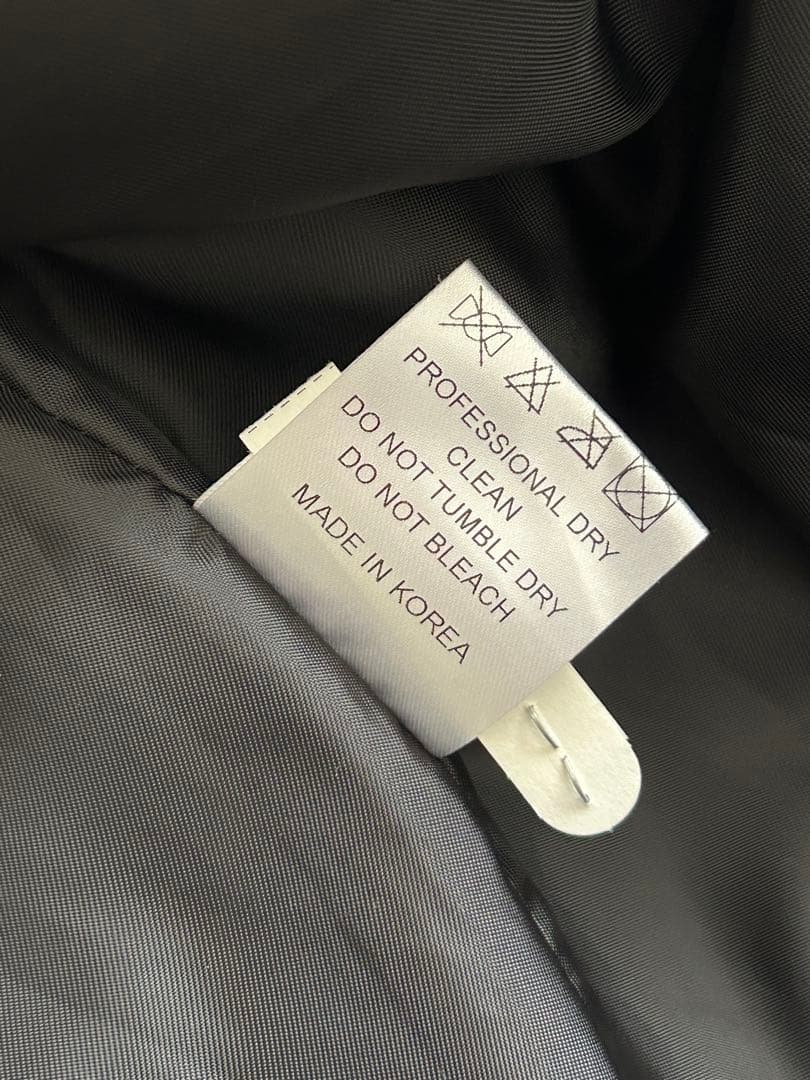 PROFESSIONAL DRY
CLEAN
DO NOT TUMBLE DRY
DO NOT BLEACH
MADE IN KOREA